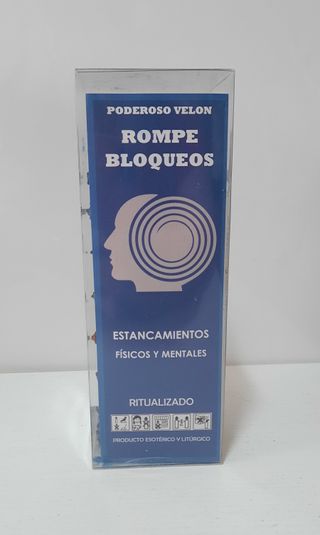 PODEROSO VELON
ROMPE
BLOQUEOS
ESTANCAMIENTOS
FÍSICOS Y MENTALES
RITUALIZADO
PRODUCTO ESOTÉRICO Y LITÚRGICO